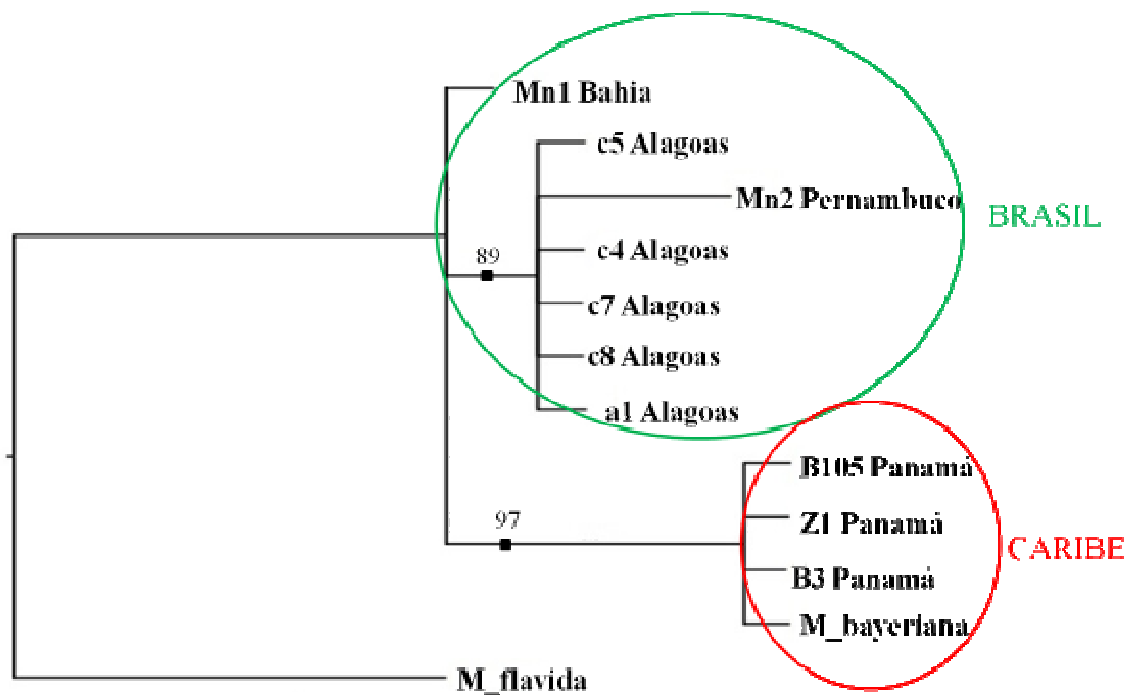 Mn1 Bahia
c5 Alagoas
Mn2 Pernambuco
BRASIL
89
c4 Alagoas
c7 Alagoas
c8 Alagoas
a1 Alagoas
B105 Panamá
97
Z1 Panamá
CARIBE
B3 Panamá
M_bayeriana
M_flavida